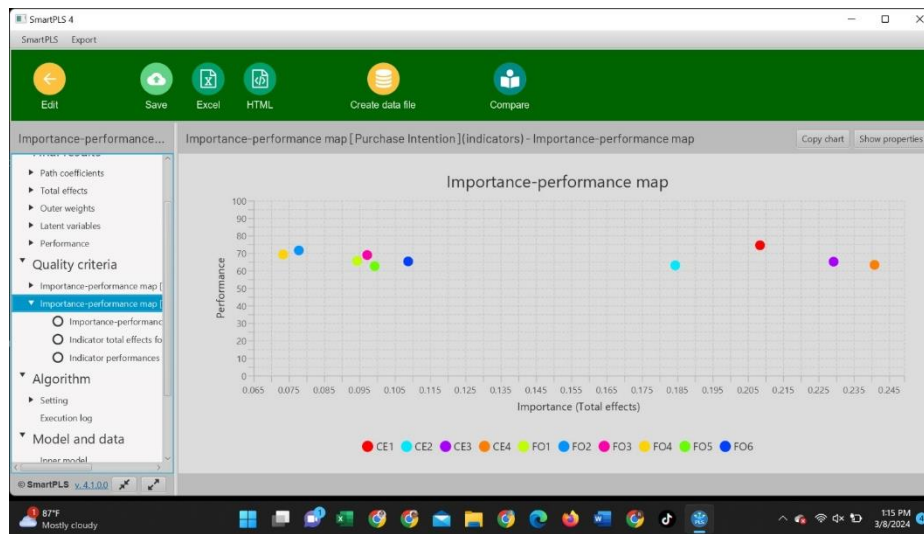 SmartPLS 4
SmartPLS Export
Edit Save Excel HTML Create data file Compare
Importance-performance... Importance-performance map [Purchase Intention](indicators) - Importance-performance map Copy chart Show properties
Final results
Path coefficients
Total effects
Outer weights
Latent variables
Performance
Quality criteria
Importance-performance map [
Importance-performance map [
Importance-performanc
Indicator total effects fo
Indicator performances
Algorithm
Setting
Execution log
Model and data
Inner model
Importance-performance map
Performance
100
90
80
70
60
50
40
30
20
10
0
0.065 0.075 0.085 0.095 0.105 0.115 0.125 0.135 0.145 0.155 0.165 0.175 0.185 0.195 0.205 0.215 0.225 0.235 0.245
Importance (Total effects)
CE1 CE2 CE3 CE4 FO1 FO2 FO3 FO4 FO5 FO6
© SmartPLS v. 4.1.0.0
1
87°F
Mostly cloudy
1:15 PM
3/8/2024